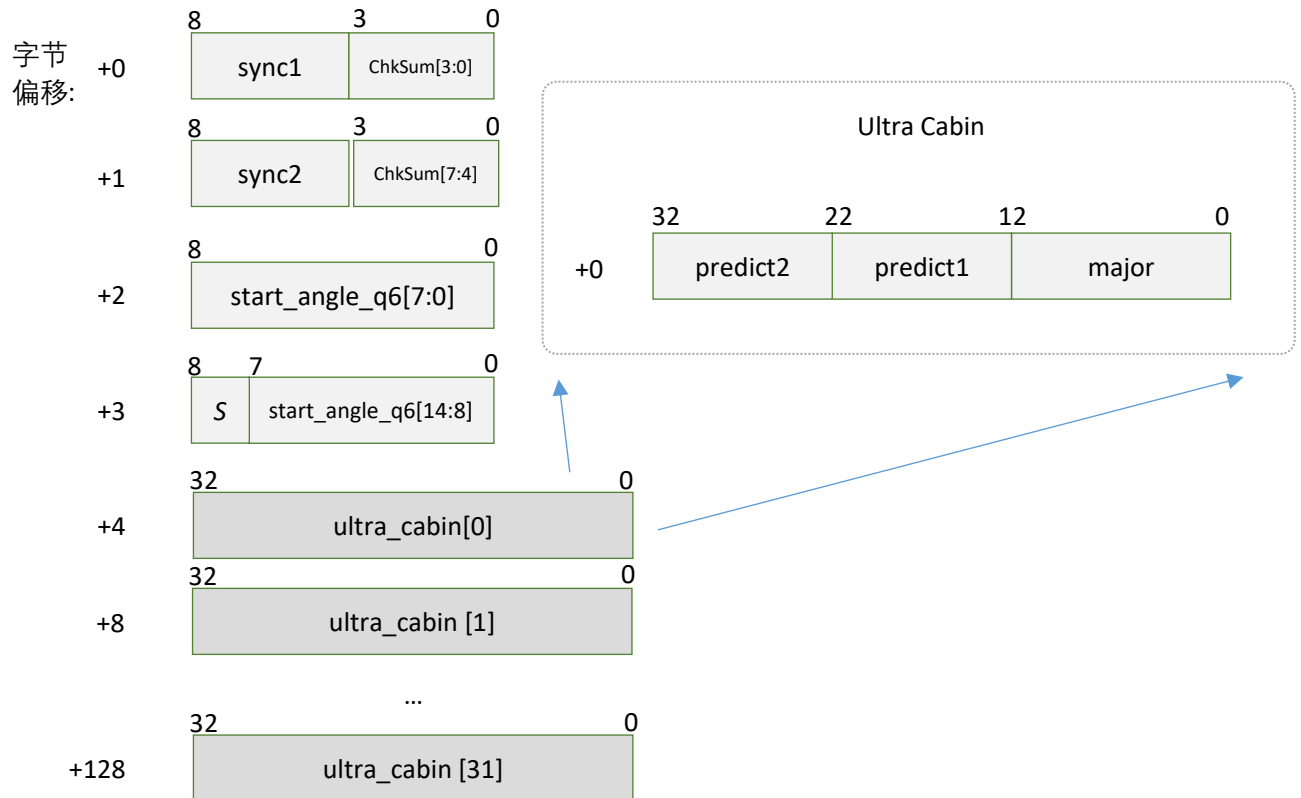 8 3 0
字节
偏移:
+0 sync1 ChkSum[3:0]
8 3 0
+1 sync2 ChkSum[7:4]
8 0
+2 start_angle_q6[7:0]
8 7 0
+3 S start_angle_q6[14:8]
32 0
+4 ultra_cabin[0]
32 0
+8 ultra_cabin [1]
...
32 0
+128 ultra_cabin [31]
Ultra Cabin
32 22 12 0
+0 predict2 predict1 major